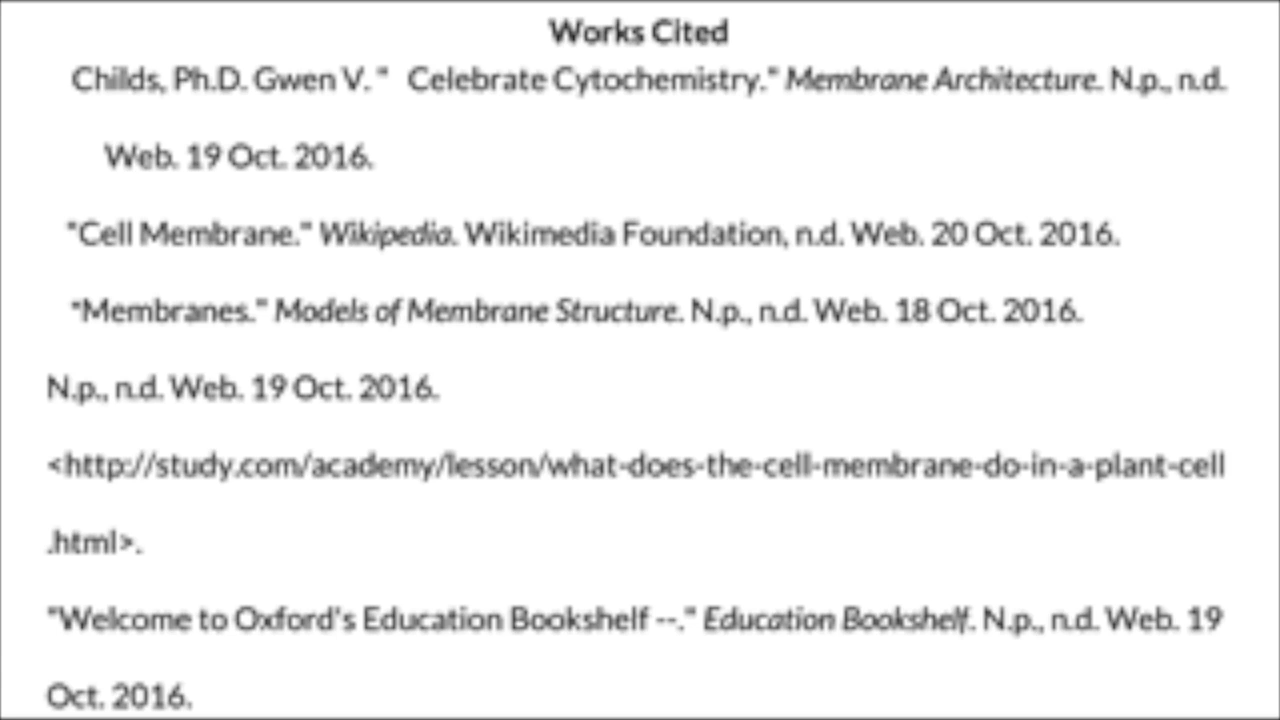 Works Cited
Childs, Ph.D. Gwen V. " Celebrate Cytochemistry." Membrane Architecture. N.p., n.d.
Web. 19 Oct. 2016.
"Cell Membrane." Wikipedia. Wikimedia Foundation, n.d. Web. 20 Oct. 2016.
"Membranes." Models of Membrane Structure. N.p., n.d. Web. 18 Oct. 2016.
N.p., n.d. Web. 19 Oct. 2016.
<http://study.com/academy/lesson/what-does-the-cell-membrane-do-in-a-plant-cell
.html>.
"Welcome to Oxford's Education Bookshelf --." Education Bookshelf. N.p., n.d. Web. 19
Oct. 2016.